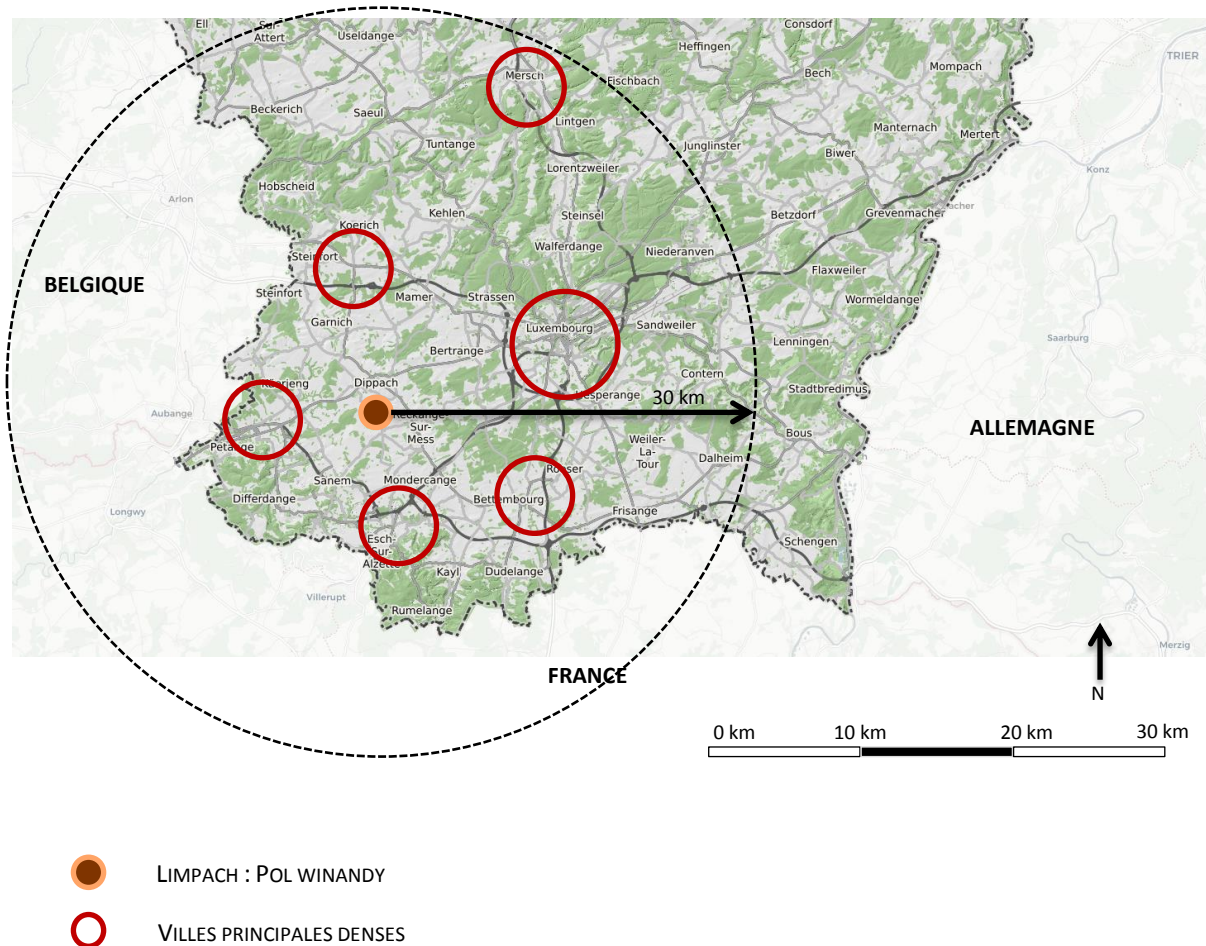 Ell
Sur-
Attert
Useldange
Consdorf
Heffingen
TRIER
Mersch
Fischbach
Bech
Mompach
Beckerich
Saeul
Lintgen
Manternach
Mertert
Tuntange
Junglinster
Biwer
Lorentzweiler
Konz
Hobscheid
Arlon
Kehlen
Steinsel
Betzdorf
Grevenmacher
Koerich
Walferdange
Niederanven
Steinfort
Flaxweiler
BELGIQUE
Steinfort
Mamer
Strassen
Wormeldange
Garnich
Luxembourg
Sandweiler
Lenningen
Saarburg
Bertrange
Contern
Dippach
Stadtbredimus
30 km
Aubange
Reckange-
Sur-
Mess
ALLEMAGNE
Bous
Petange
Weiler-
La-
Tour
Dalheim
Sanem
Mondercange
Differdange
Bettembourg
Longwy
Frisange
Esch-
Sur-
Alzette
Schengen
Kayl
Dudelange
Villerupt
Rumelange
Merzig
FRANCE
N
0 km 10 km 20 km 30 km
LIMPACH : POL WINANDY
VILLES PRINCIPALES DENSES